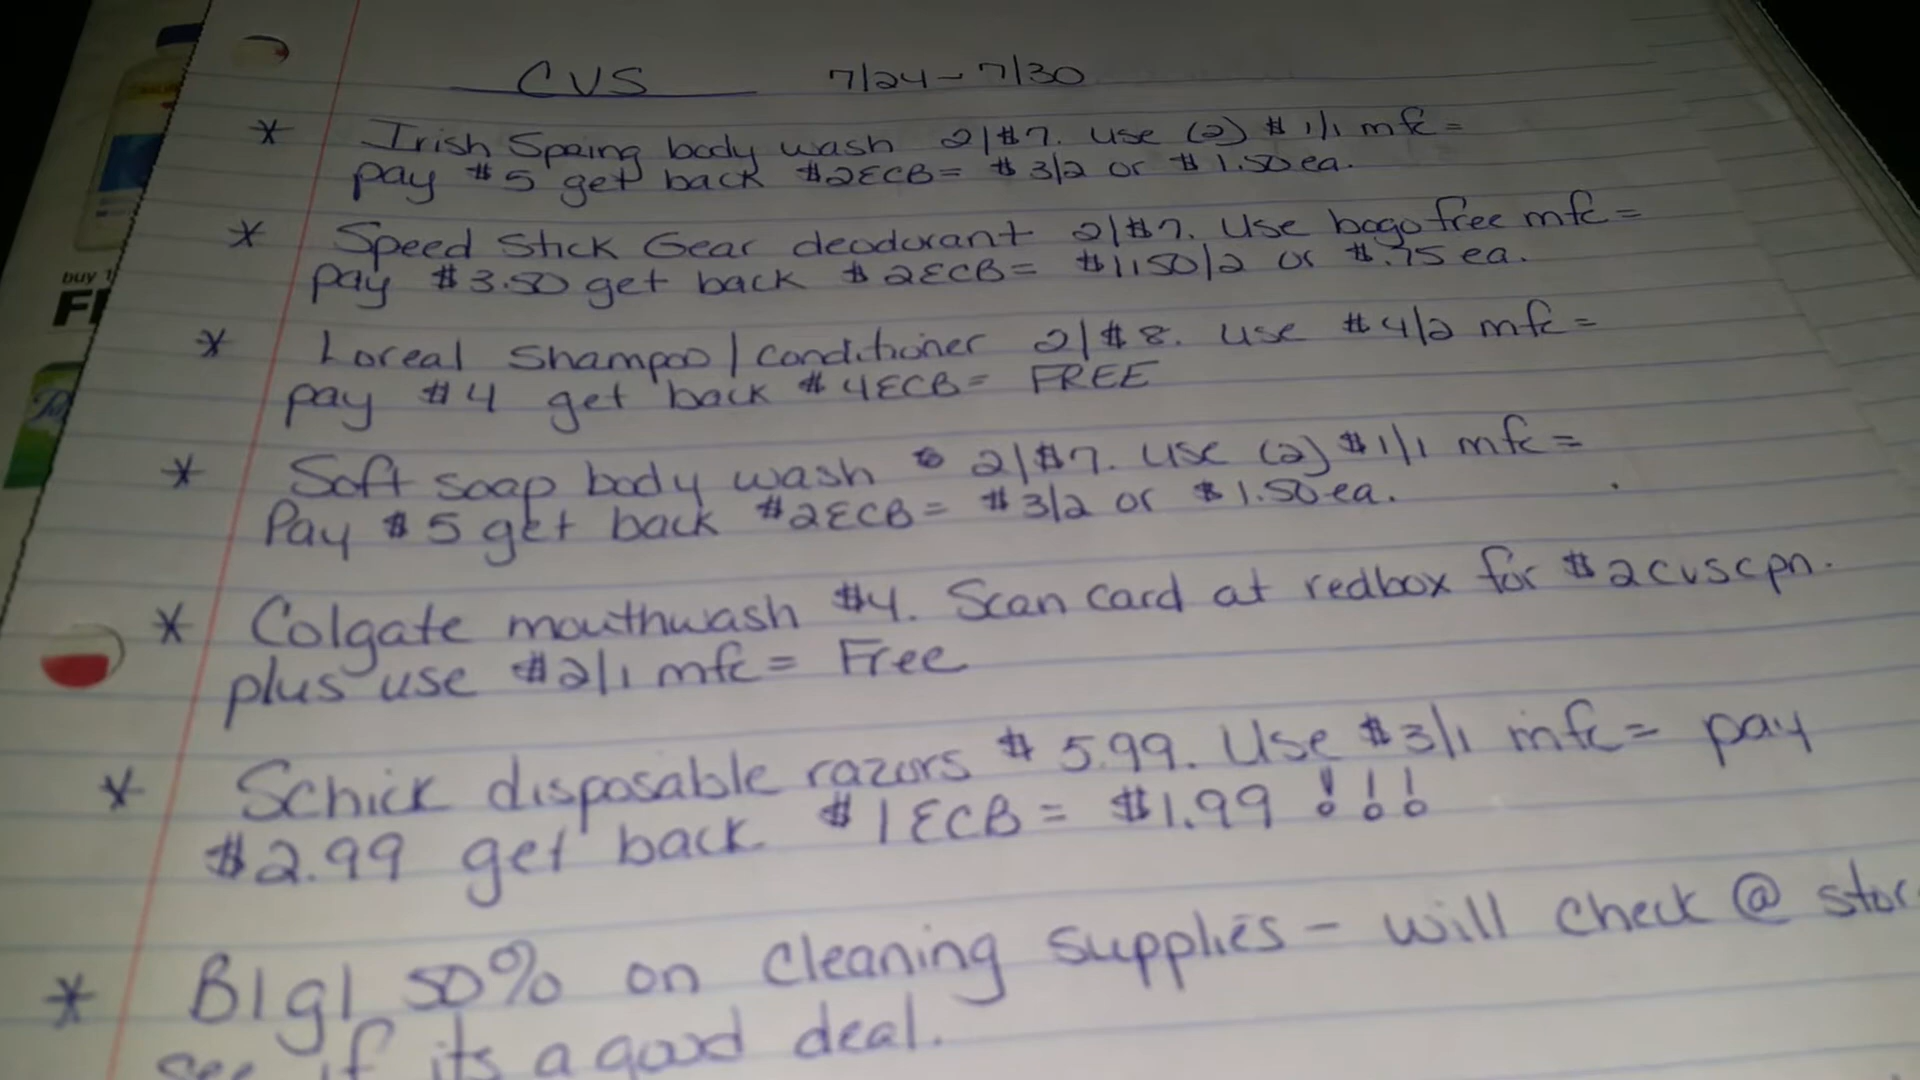 CVS 7/24-7/30
* Irish Spring body wash 2/$7. Use (2) $1/1 mfc =
pay $5 get back $2ECB= $3/2 or $1.50 ea.
* Speed Stick Gear deodorant 2/$7. Use bogo free mfc =
pay $3.50 get back $2ECB= $1.50/2 or $.75 ea.
* Loreal Shampoo/Conditioner 2/$8. Use $4/2 mfc =
pay $4 get back $4ECB= FREE
* Soft soap body wash 2/$7. Use (2) $1/1 mfc =
Pay $5 get back $2ECB= $3/2 or $1.50 ea.
* Colgate mouthwash $4. Scan card at redbox for $2cvscpn.
plus use $2/1 mfc = Free
* Schick disposable razors $5.99. Use $3/1 mfc = pay
$2.99 get back $1ECB = $1.99 !!!
* B1g1 50% on cleaning supplies - will check @ stor
see if its a good deal.
buy 1